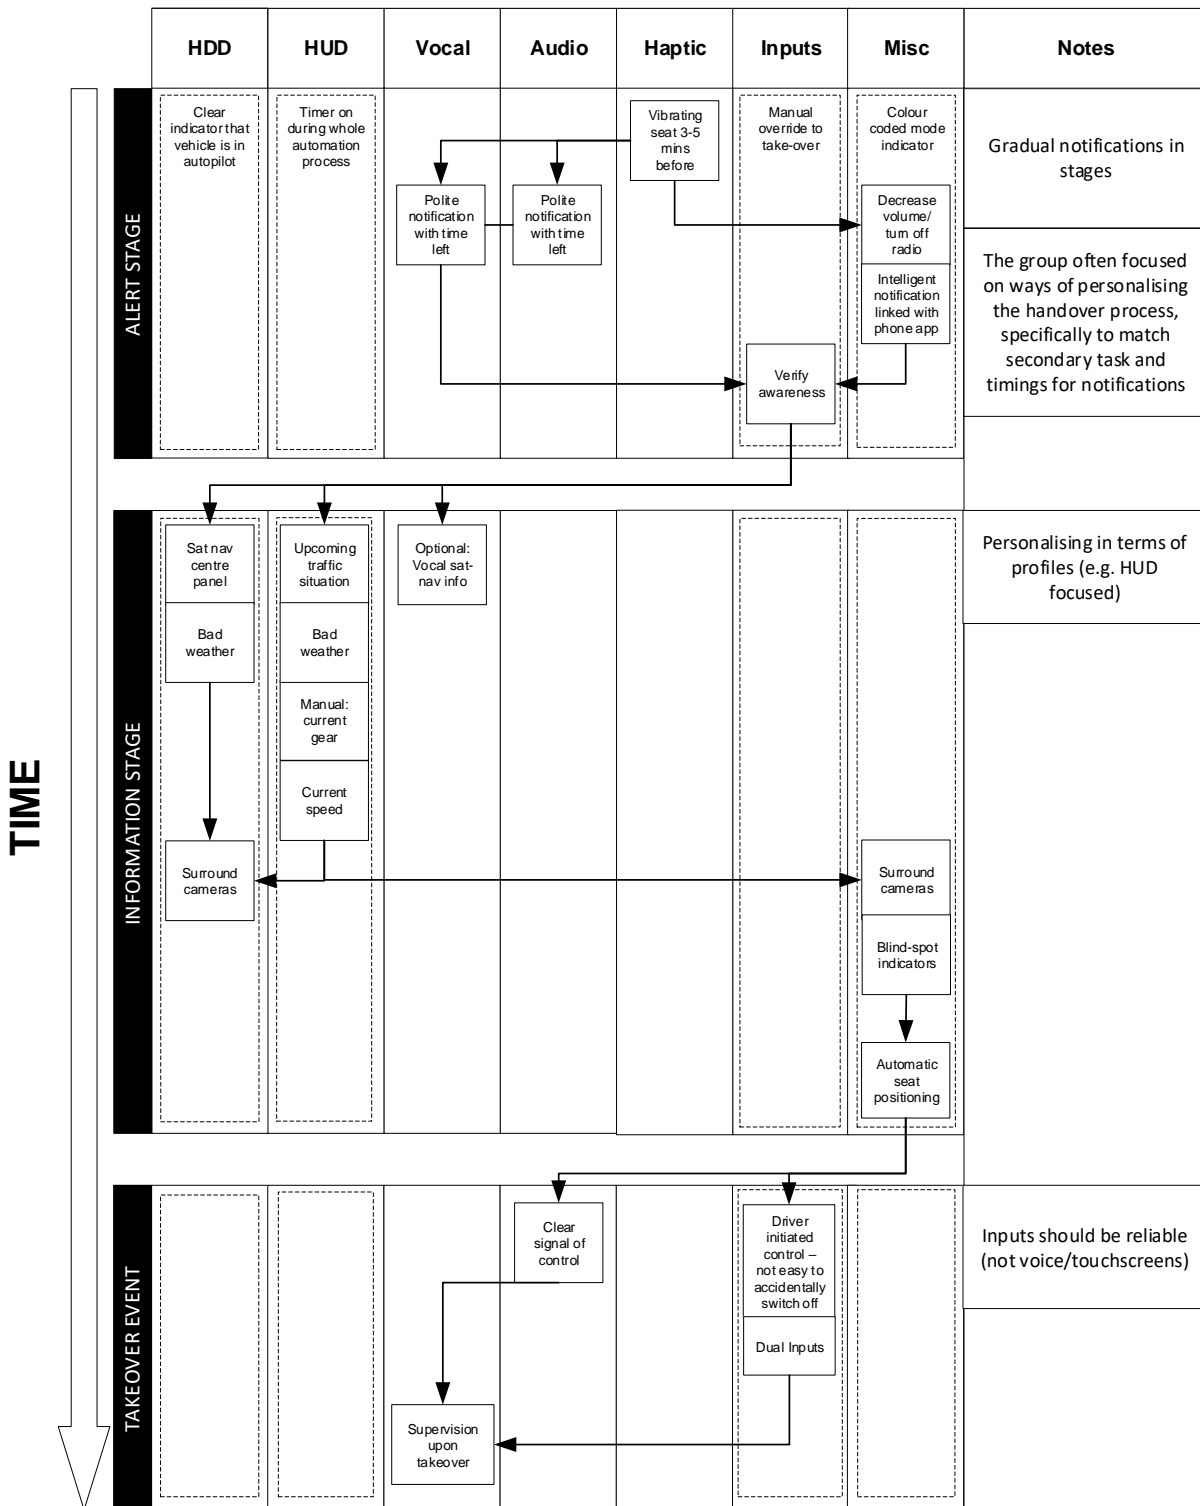 HDD
HUD
Vocal
Audio
Haptic
Inputs
Misc
Notes
TIME
ALERT STAGE
Clear
indicator that
vehicle is in
autopilot
Timer on
during whole
automation
process
Vibrating
seat 3-5
mins
before
Manual
override to
take-over
Colour
coded mode
indicator
Gradual notifications in
stages
Polite
notification
with time
left
Polite
notification
with time
left
Decrease
volume/
turn off
radio
Intelligent
notification
linked with
phone app
The group often focused
on ways of personalising
the handover process,
specifically to match
secondary task and
timings for notifications
Verify
awareness
INFORMATION STAGE
Sat nav
centre
panel
Upcoming
traffic
situation
Optional:
Vocal sat-
nav info
Personalising in terms of
profiles (e.g. HUD
focused)
Bad
weather
Bad
weather
Manual:
current
gear
Current
speed
Surround
cameras
Surround
cameras
Blind-spot
indicators
Automatic
seat
positioning
TAKEOVER EVENT
Clear
signal of
control
Driver
initiated
control –
not easy to
accidentally
switch off
Inputs should be reliable
(not voice/touchscreens)
Dual Inputs
Supervision
upon
takeover